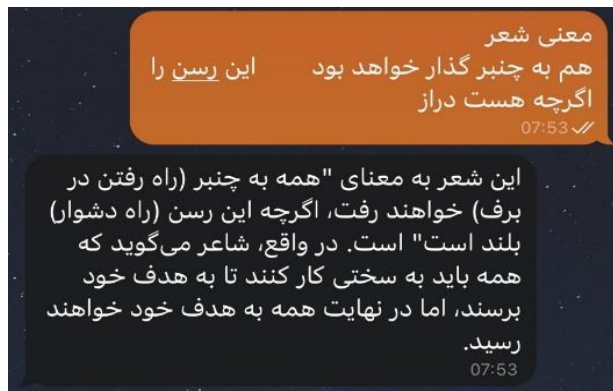 معنی شعر
هم به چنبر گذار خواهد بود این رسن را
اگرچه هست دراز
07:53
این شعر به معنای "همه به چنبر (راه رفتن در
برف) خواهند رفت، اگرچه این رسن (راه دشوار)
بلند است" است. در واقع، شاعر می‌گوید که
همه باید به سختی کار کنند تا به هدف خود
برسند، اما در نهایت همه به هدف خود خواهند
رسید.
07:53